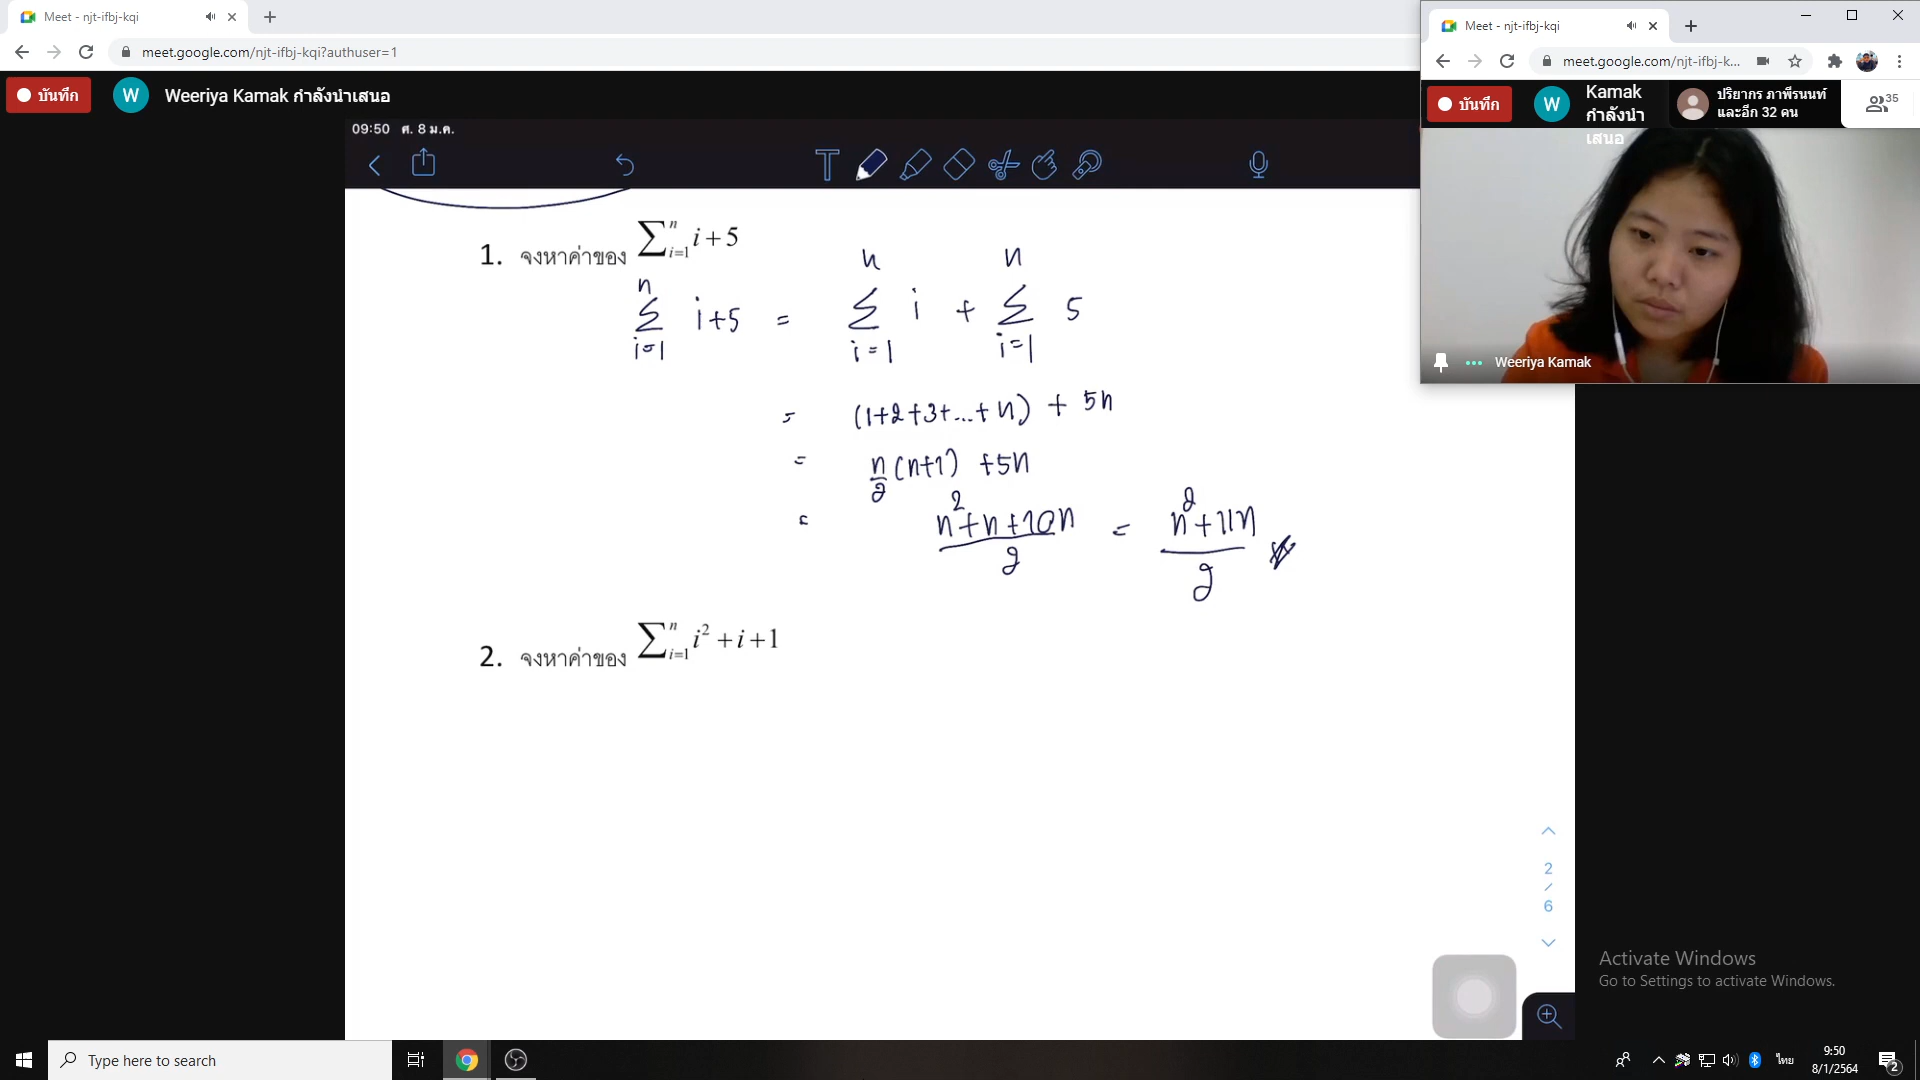 Meet - njt-ifbj-kqi
meet.google.com/njt-ifbj-kqi?authuser=1
บันทึก
W
Weeriya Kamak กำลังนำเสนอ
Meet - njt-ifbj-kqi
meet.google.com/njt-ifbj-k...
บันทึก
W
Kamak
กำลังนำ
เสนอ
ปริยากร ภาพีรนนท์
และอีก 32 คน
35
Weeriya Kamak
09:50 ศ. 8 ม.ค.
T
1. จงหาค่าของ ∑ⁿᵢ₌₁ i + 5
n ∑ i=1 i+5 = n ∑ i=1 i + n ∑ i=1 5
= (1+2+3+...+n) + 5n
= n/2 (n+1) + 5n
= n²+n+10n / 2 = n²+11n / 2
2. จงหาค่าของ ∑ⁿᵢ₌₁ i² + i + 1
2
/
6
Activate Windows
Go to Settings to activate Windows.
Type here to search
ไทย
9:50
8/1/2564
2